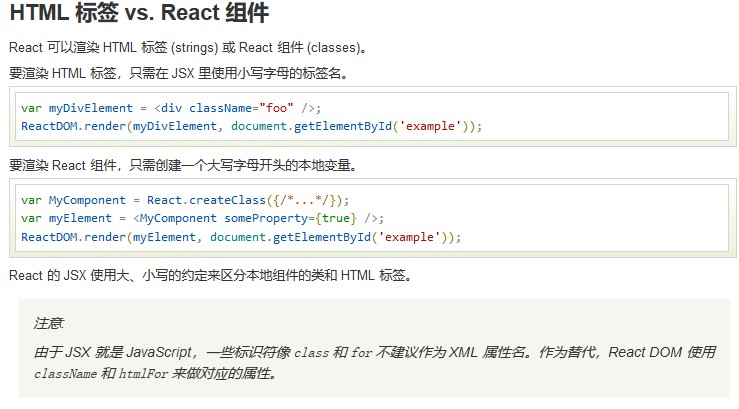 HTML 标签 vs. React 组件
React 可以渲染 HTML 标签 (strings) 或 React 组件 (classes)。
要渲染 HTML 标签，只需在 JSX 里使用小写字母的标签名。
var myDivElement = <div className="foo" />;
ReactDOM.render(myDivElement, document.getElementById('example'));
要渲染 React 组件，只需创建一个大写字母开头的本地变量。
var MyComponent = React.createClass({/*...*/});
var myElement = <MyComponent someProperty={true} />;
ReactDOM.render(myElement, document.getElementById('example'));
React 的 JSX 使用大、小写的约定来区分本地组件的类和 HTML 标签。
注意:
由于 JSX 就是 JavaScript，一些标识符像 class 和 for 不建议作为 XML 属性名。作为替代，React DOM 使用
className 和 htmlFor 来做对应的属性。